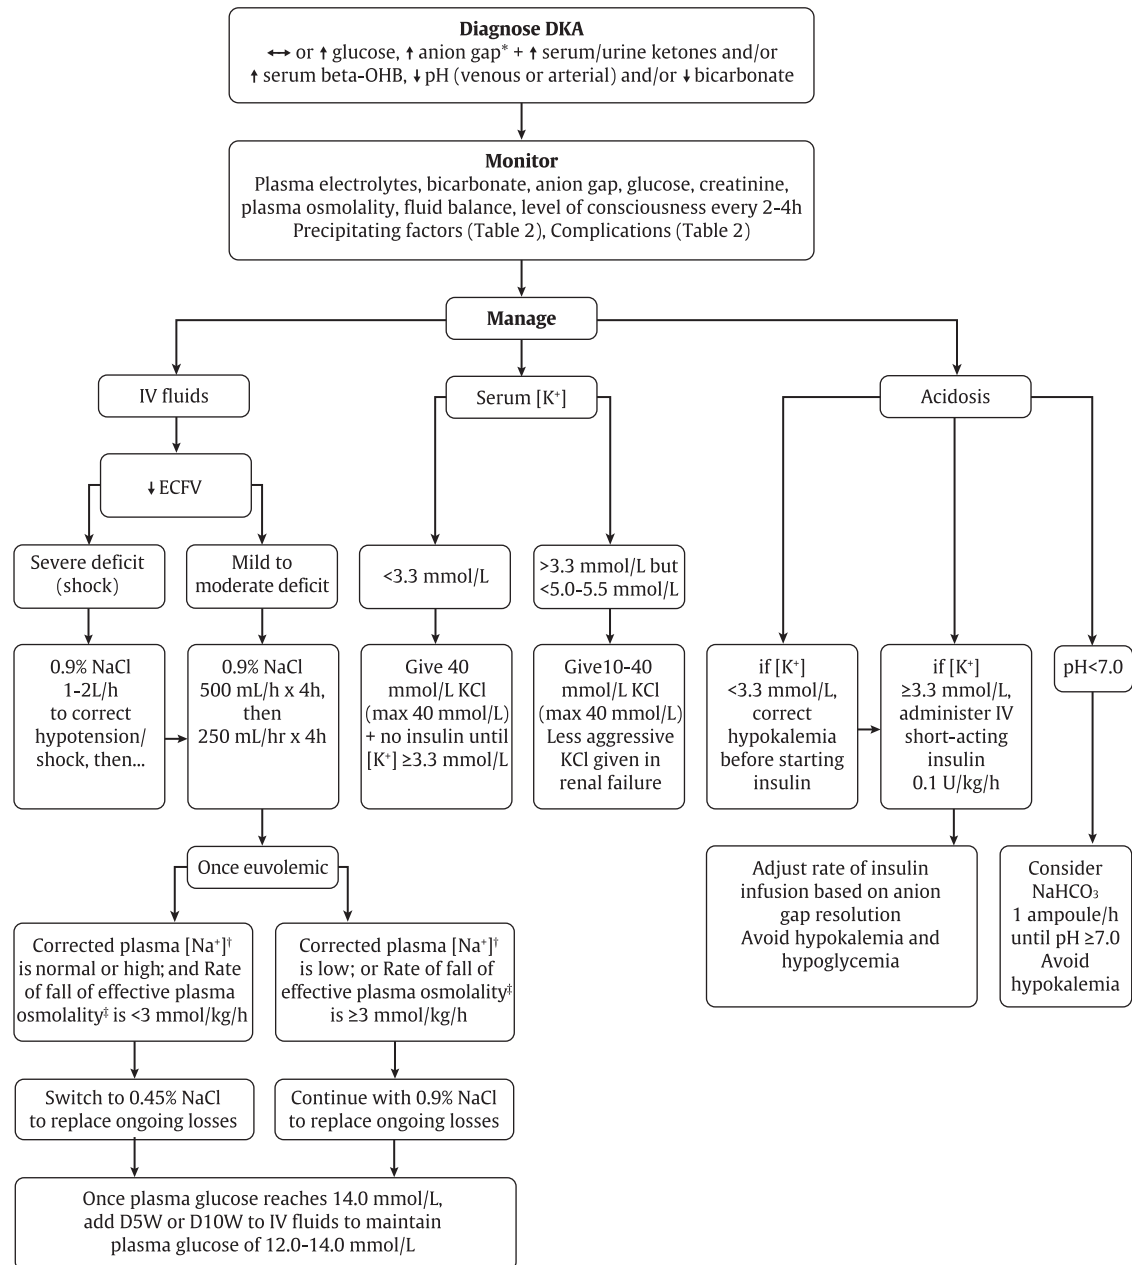 Diagnose DKA
↔ or ↑ glucose, ↑ anion gap* + ↑ serum/urine ketones and/or
↑ serum beta-OHB, ↓ pH (venous or arterial) and/or ↓ bicarbonate
Monitor
Plasma electrolytes, bicarbonate, anion gap, glucose, creatinine,
plasma osmolality, fluid balance, level of consciousness every 2-4h
Precipitating factors (Table 2), Complications (Table 2)
Manage
IV fluids
Serum [K⁺]
Acidosis
↓ ECFV
Severe deficit
(shock)
Mild to
moderate deficit
<3.3 mmol/L
>3.3 mmol/L but
<5.0-5.5 mmol/L
0.9% NaCl
1-2L/h
to correct
hypotension/
shock, then...
0.9% NaCl
500 mL/h x 4h,
then
250 mL/hr x 4h
Give 40
mmol/L KCl
(max 40 mmol/L)
+ no insulin until
[K⁺] ≥3.3 mmol/L
Give10-40
mmol/L KCl
(max 40 mmol/L)
Less aggressive
KCl given in
renal failure
if [K⁺]
<3.3 mmol/L,
correct
hypokalemia
before starting
insulin
if [K⁺]
≥3.3 mmol/L,
administer IV
short-acting
insulin
0.1 U/kg/h
pH<7.0
Once euvolemic
Adjust rate of insulin
infusion based on anion
gap resolution
Avoid hypokalemia and
hypoglycemia
Consider
NaHCO₃
1 ampoule/h
until pH ≥7.0
Avoid
hypokalemia
Corrected plasma [Na⁺]†
is normal or high; and Rate
of fall of effective plasma
osmolality‡ is <3 mmol/kg/h
Corrected plasma [Na⁺]†
is low; or Rate of fall of
effective plasma osmolality‡
is ≥3 mmol/kg/h
Switch to 0.45% NaCl
to replace ongoing losses
Continue with 0.9% NaCl
to replace ongoing losses
Once plasma glucose reaches 14.0 mmol/L,
add D5W or D10W to IV fluids to maintain
plasma glucose of 12.0-14.0 mmol/L